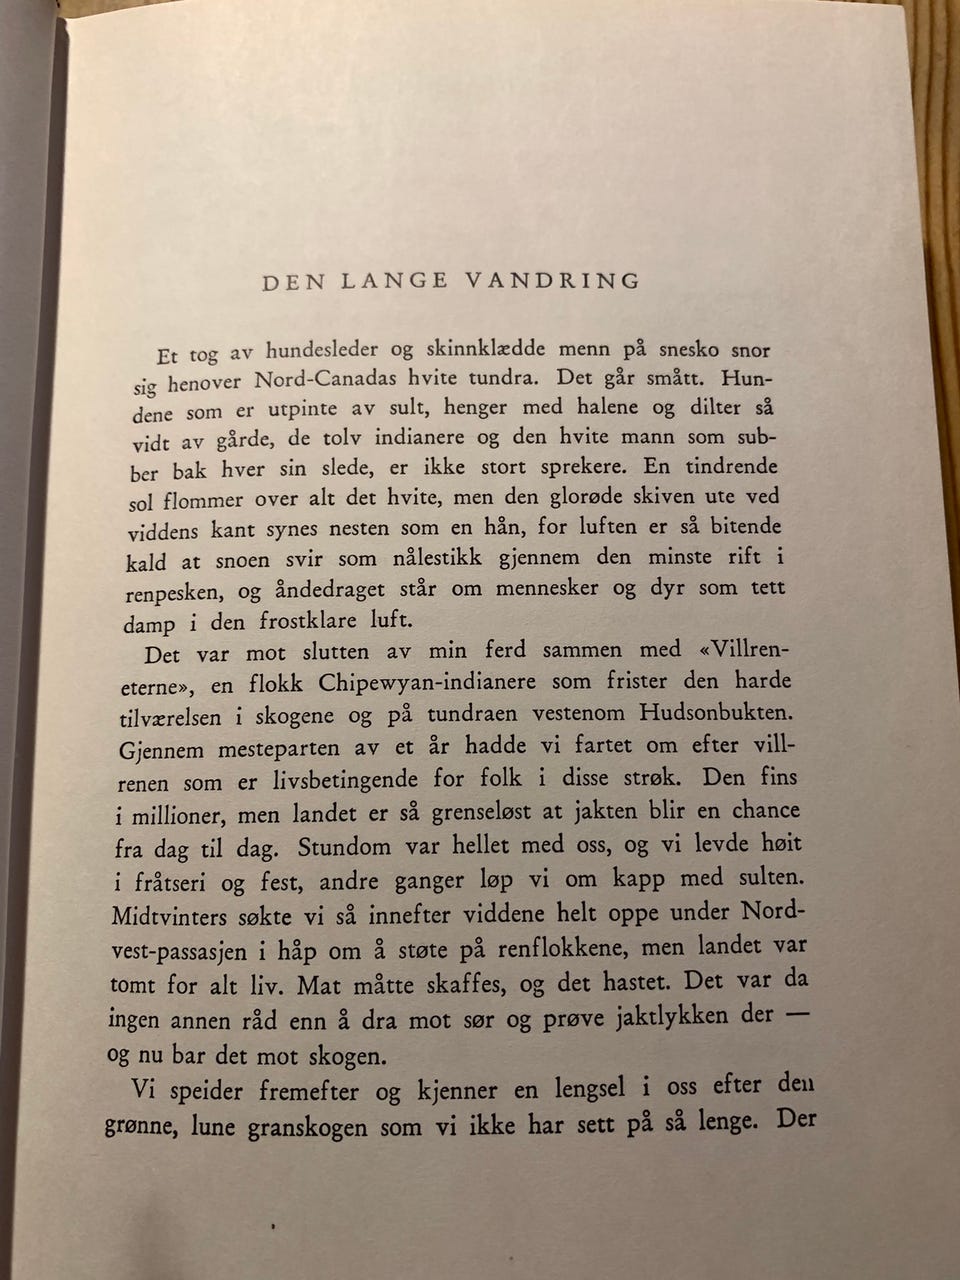 DEN LANGE VANDRING
Et tog av hundesleder og skinnklædde menn på snesko snor
sig henover Nord-Canadas hvite tundra. Det går smått. Hun-
dene som er utpinte av sult, henger med halene og dilter så
vidt av gårde, de tolv indianere og den hvite mann som sub-
ber bak hver sin slede, er ikke stort sprekere. En tindrende
sol flommer over alt det hvite, men den glorøde skiven ute ved
viddens kant synes nesten som en hån, for luften er så bitende
kald at snoen svir som nålestikk gjennem den minste rift i
renpesken, og åndedraget står om mennesker og dyr som tett
damp i den frostklare luft.
Det var mot slutten av min ferd sammen med «Villren-
eterne», en flokk Chipewyan-indianere som frister den harde
tilværelsen i skogene og på tundraen vestenom Hudsonbukten.
Gjennem mesteparten av et år hadde vi fartet om efter vill-
renen som er livsbetingende for folk i disse strøk. Den fins
i millioner, men landet er så grenseløst at jakten blir en chance
fra dag til dag. Stundom var hellet med oss, og vi levde høit
i fråtseri og fest, andre ganger løp vi om kapp med sulten.
Midtvinters søkte vi så innefter viddene helt oppe under Nord-
vest-passasjen i håp om å støte på renflokkene, men landet var
tomt for alt liv. Mat måtte skaffes, og det hastet. Det var da
ingen annen råd enn å dra mot sør og prøve jaktlykken der —
og nu bar det mot skogen.
Vi speider fremefter og kjenner en lengsel i oss efter den
grønne, lune granskogen som vi ikke har sett på så lenge. Der